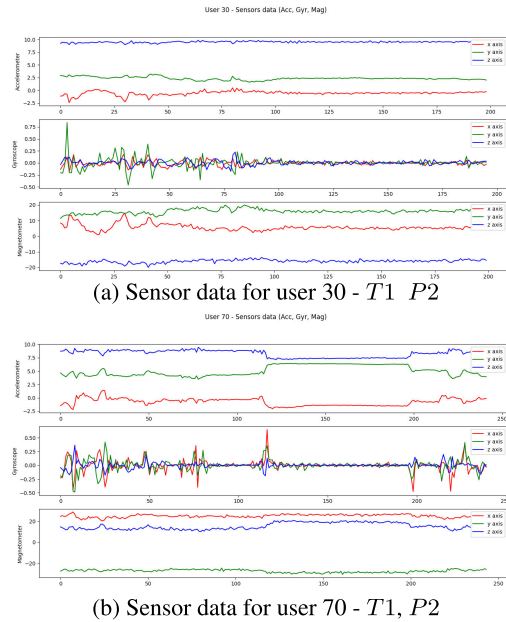 User 30 - Sensors data (Acc, Gyr, Mag)
Accelerometer
10.0
7.5
5.0
2.5
0.0
-2.5
x axis
y axis
z axis
0 25 50 75 100 125 150 175 200
Gyroscope
0.75
0.50
0.25
0.00
-0.25
-0.50
x axis
y axis
z axis
0 25 50 75 100 125 150 175 200
Magnetometer
20
10
0
-10
-20
x axis
y axis
z axis
0 25 50 75 100 125 150 175 200
(a) Sensor data for user 30 - T1 P2
User 70 - Sensors data (Acc, Gyr, Mag)
Accelerometer
10.0
7.5
5.0
2.5
0.0
-2.5
x axis
y axis
z axis
0 50 100 150 200 250
Gyroscope
0.50
0.25
0.00
-0.25
-0.50
x axis
y axis
z axis
0 50 100 150 200 250
Magnetometer
20
0
-20
x axis
y axis
z axis
0 50 100 150 200 250
(b) Sensor data for user 70 - T1, P2